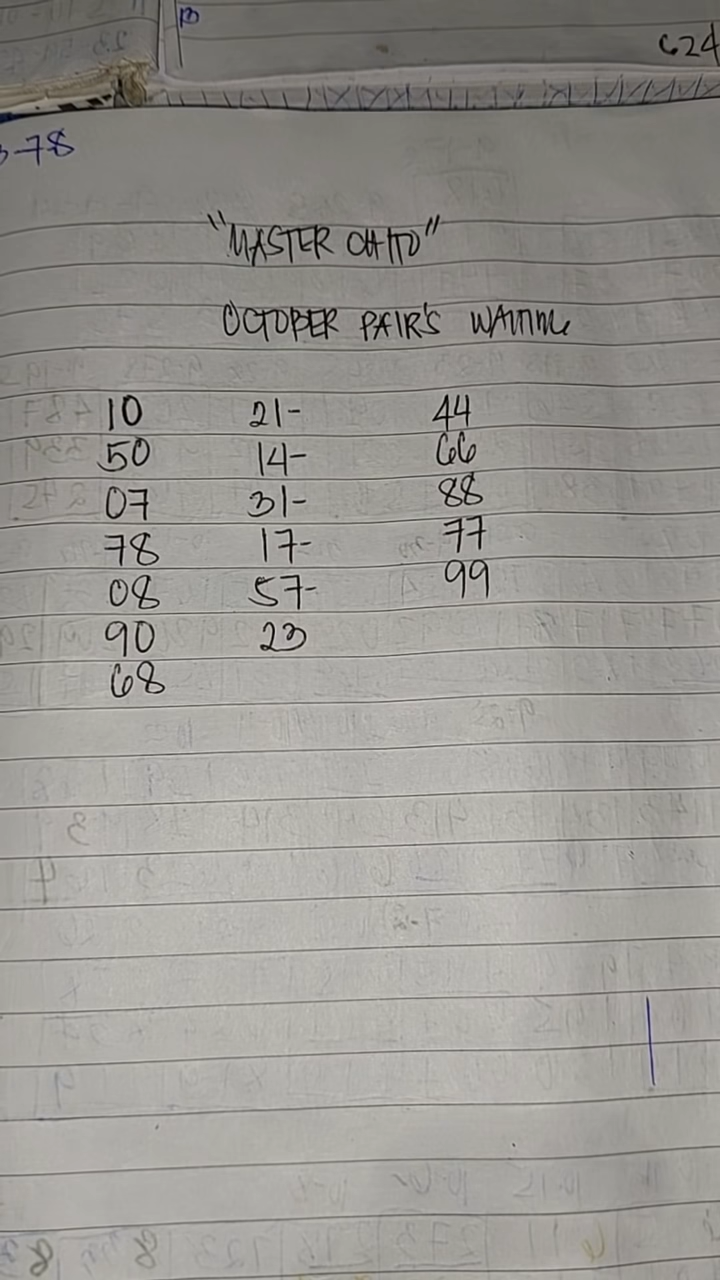 624
-78
"MASTER CHITO"
OCTOBER PAIR'S WAITING
10 21- 44
50 14- 66
07 31- 88
78 17- 77
08 57- 99
90 23
68